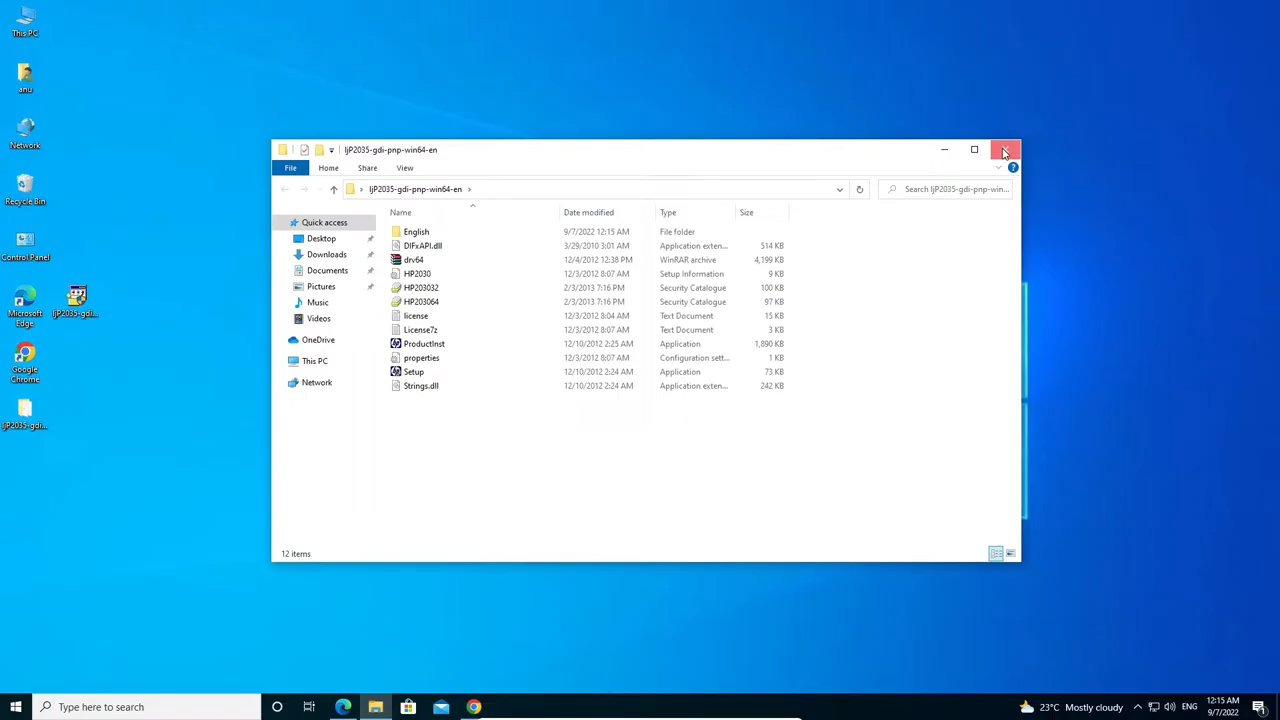 This PC
anu
Network
Recycle Bin
Control Panel
Microsoft
Edge
ljP2035-gdi...
Google
Chrome
ljP2035-gdi...
ljP2035-gdi-pnp-win64-en
File Home Share View
ljP2035-gdi-pnp-win64-en
Search ljP2035-gdi-pnp-win...
Quick access
Desktop
Downloads
Documents
Pictures
Music
Videos
OneDrive
This PC
Network
Name Date modified Type Size
English 9/7/2022 12:15 AM File folder
DIFxAPI.dll 3/29/2010 3:01 AM Application exten... 514 KB
drv64 12/4/2012 12:38 PM WinRAR archive 4,199 KB
HP2030 12/3/2012 8:07 AM Setup Information 9 KB
HP203032 2/3/2013 7:16 PM Security Catalogue 100 KB
HP203064 2/3/2013 7:16 PM Security Catalogue 97 KB
license 12/3/2012 8:04 AM Text Document 15 KB
License7z 12/3/2012 8:07 AM Text Document 3 KB
ProductInst 12/10/2012 2:25 AM Application 1,890 KB
properties 12/3/2012 8:07 AM Configuration sett... 1 KB
Setup 12/10/2012 2:24 AM Application 73 KB
Strings.dll 12/10/2012 2:24 AM Application exten... 242 KB
12 items
Type here to search
23°C Mostly cloudy
ENG
12:15 AM
9/7/2022